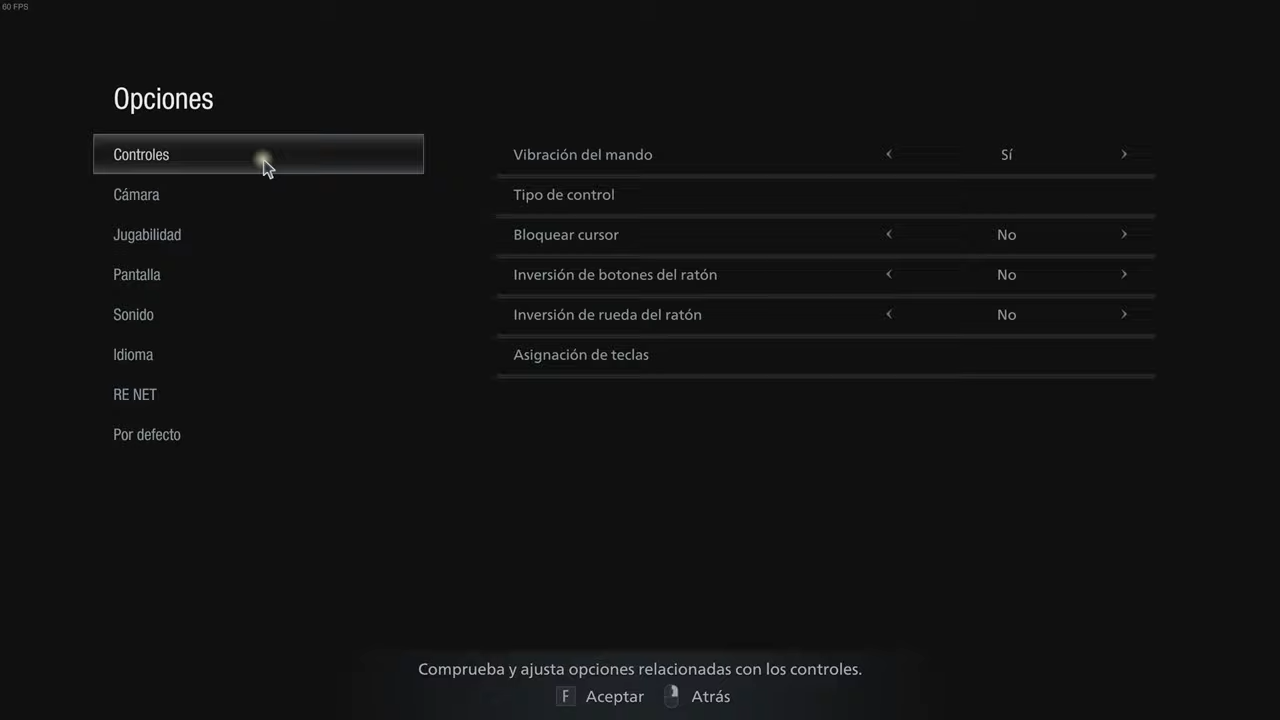 60 FPS
Opciones
Controles
Cámara
Jugabilidad
Pantalla
Sonido
Idioma
RE NET
Por defecto
Vibración del mando < Sí >
Tipo de control
Bloquear cursor < No >
Inversión de botones del ratón < No >
Inversión de rueda del ratón < No >
Asignación de teclas
Comprueba y ajusta opciones relacionadas con los controles.
F Aceptar Atrás